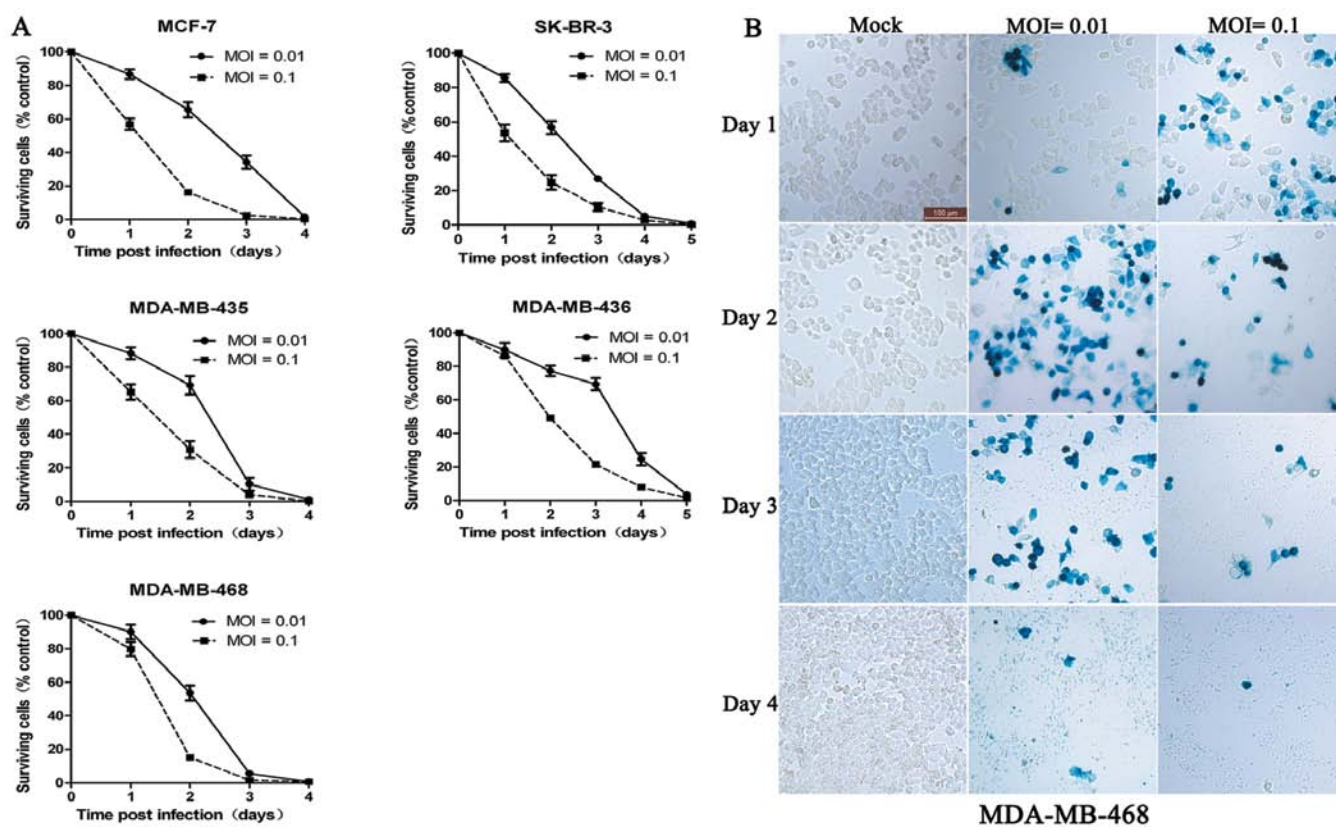 A
MCF-7
Surviving cells (% control)
100
80
60
40
20
0
MOI = 0.01
MOI = 0.1
0 1 2 3 4
Time post infection (days)
SK-BR-3
Surviving cells (%control)
100
80
60
40
20
0
MOI = 0.01
MOI = 0.1
0 1 2 3 4 5
Time post infection (days)
MDA-MB-435
Surviving cells (% control)
100
80
60
40
20
0
MOI = 0.01
MOI = 0.1
0 1 2 3 4
Time post infection (days)
MDA-MB-436
Surviving cells (%control)
100
80
60
40
20
0
MOI = 0.01
MOI = 0.1
0 1 2 3 4 5
Time post infection (days)
MDA-MB-468
Surviving cells (% control)
100
80
60
40
20
0
MOI = 0.01
MOI = 0.1
0 1 2 3 4
Time post infection (days)
B
Mock MOI= 0.01 MOI= 0.1
Day 1
100 μm
Day 2
Day 3
Day 4
MDA-MB-468